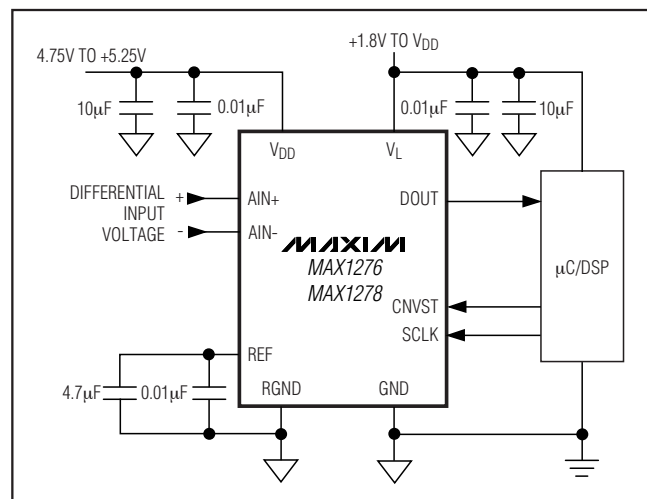 4.75V TO +5.25V
+1.8V TO VDD
10µF
0.01µF
0.01µF
10µF
VDD
VL
DIFFERENTIAL
INPUT
VOLTAGE
+
-
AIN+
AIN-
DOUT
MAXIM
MAX1276
MAX1278
µC/DSP
CNVST
SCLK
REF
4.7µF
0.01µF
RGND
GND